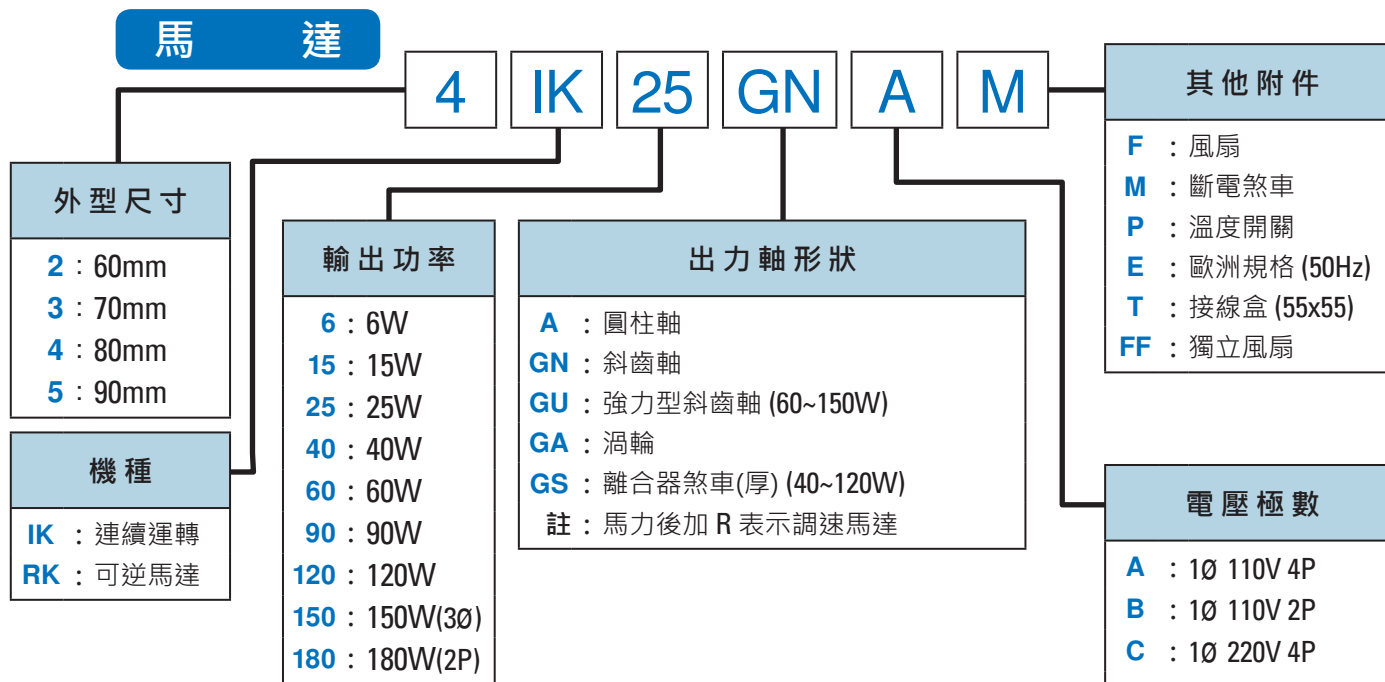 馬 達
4 IK 25 GN A M
外型尺寸
2：60mm
3：70mm
4：80mm
5：90mm
機種
IK：連續運轉
RK：可逆馬達
輸出功率
6：6W
15：15W
25：25W
40：40W
60：60W
90：90W
120：120W
150：150W(3Ø)
180：180W(2P)
出力軸形狀
A：圓柱軸
GN：斜齒軸
GU：強力型斜齒軸 (60~150W)
GA：渦輪
GS：離合器煞車(厚) (40~120W)
註：馬力後加 R 表示調速馬達
其他附件
F：風扇
M：斷電煞車
P：溫度開關
E：歐洲規格 (50Hz)
T：接線盒 (55x55)
FF：獨立風扇
電壓極數
A：1Ø 110V 4P
B：1Ø 110V 2P
C：1Ø 220V 4P